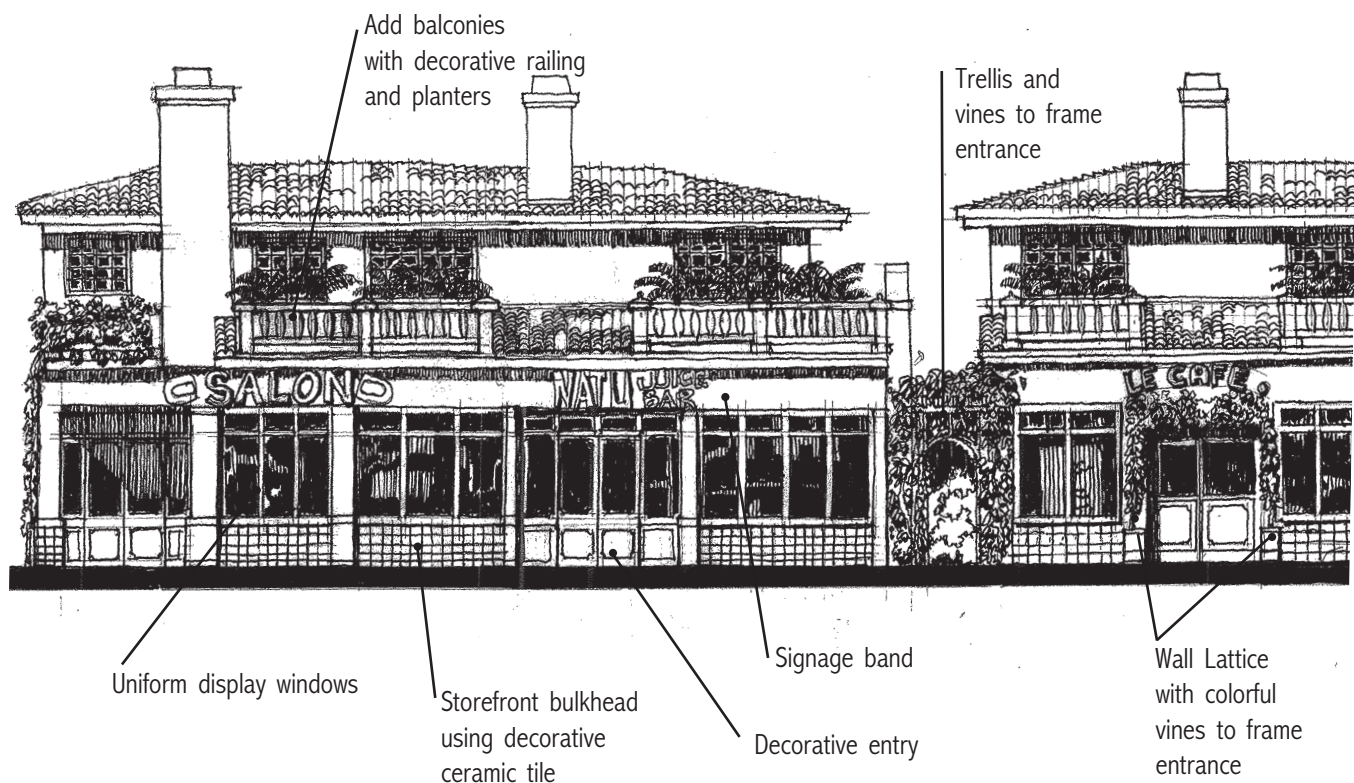 Add balconies
with decorative railing
and planters
Trellis and
vines to frame
entrance
SALON
NATU JUICE
BAR
LE CAFE
Uniform display windows
Storefront bulkhead
using decorative
ceramic tile
Decorative entry
Signage band
Wall Lattice
with colorful
vines to frame
entrance